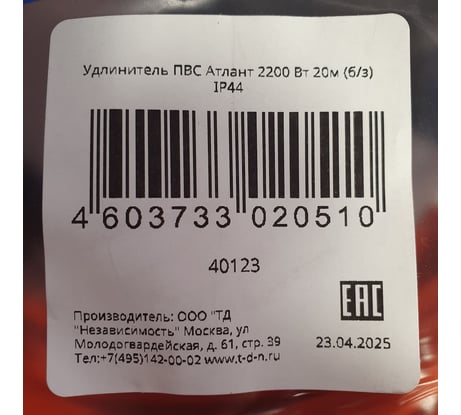 Удлинитель ПВС Атлант 2200 Вт 20м (б/з)
IP44
4 603733 020510
40123
EAC
Производитель: ООО "ТД
"Независимость" Москва, ул
Молодогвардейская, д. 61, стр. 39
Тел:+7(495)142-00-02 www.t-d-n.ru
23.04.2025